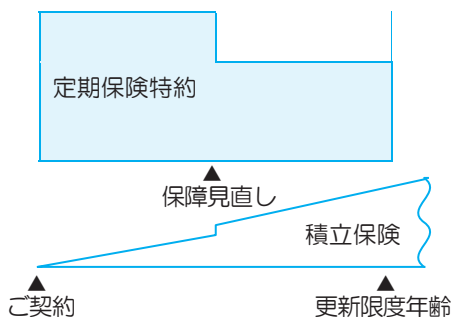 定期保険特約
▲
保障見直し
積立保険
▲ ▲
ご契約 更新限度年齢